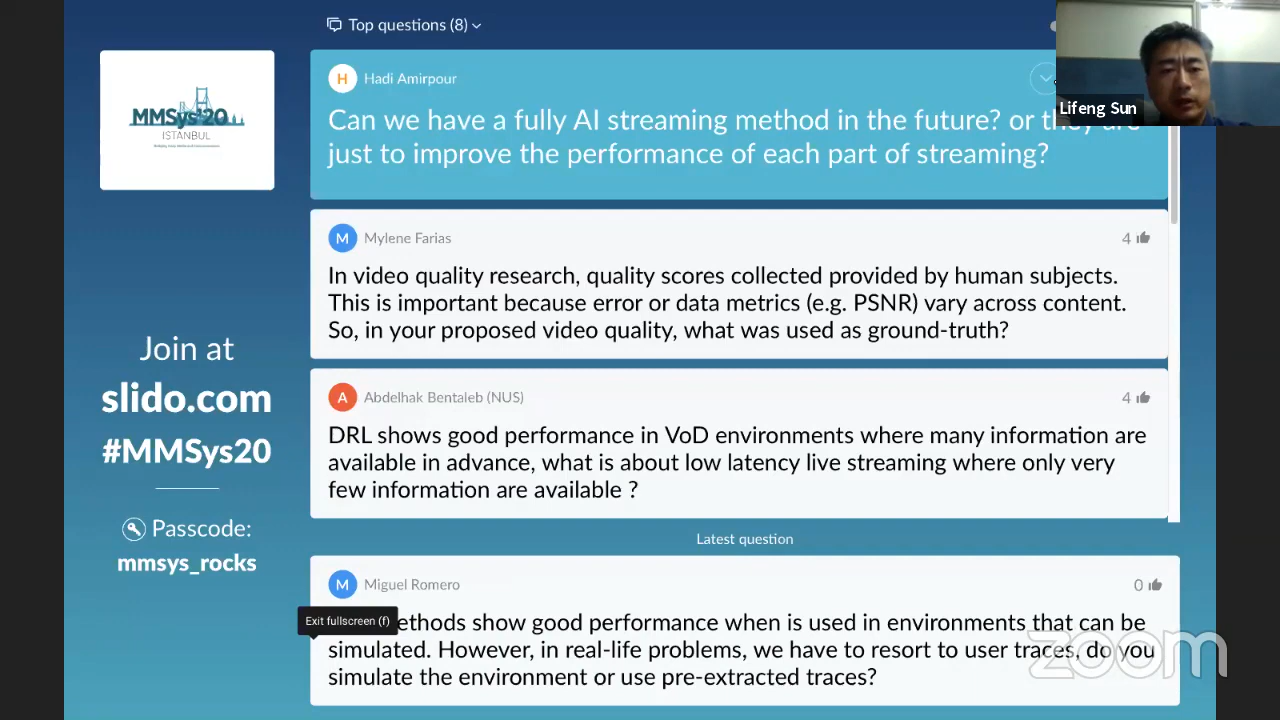 Top questions (8)
MMSys'20
ISTANBUL
Join at
slido.com
#MMSys20
Passcode:
mmsys_rocks
H Hadi Amirpour
Can we have a fully AI streaming method in the future? or they are
just to improve the performance of each part of streaming?
M Mylene Farias
4
In video quality research, quality scores collected provided by human subjects.
This is important because error or data metrics (e.g. PSNR) vary across content.
So, in your proposed video quality, what was used as ground-truth?
A Abdelhak Bentaleb (NUS)
4
DRL shows good performance in VoD environments where many information are
available in advance, what is about low latency live streaming where only very
few information are available ?
Latest question
M Miguel Romero
0
Exit fullscreen (f)
ethods show good performance when is used in environments that can be
simulated. However, in real-life problems, we have to resort to user traces, do you
simulate the environment or use pre-extracted traces?
Lifeng Sun
zoom